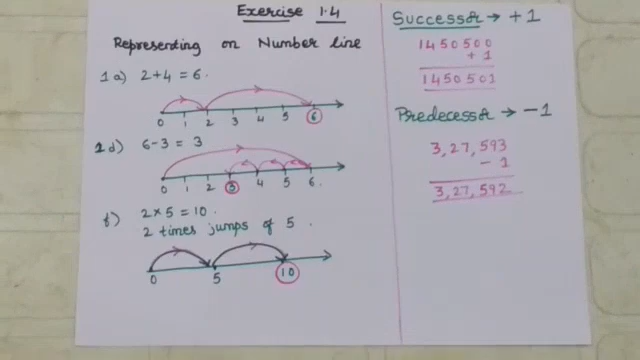 Exercise 1.4
Representing on Number line
1 a) 2+4 = 6.
0 1 2 3 4 5 6
2 d) 6-3 = 3
0 1 2 3 4 5 6
f) 2 × 5 = 10.
2 times jumps of 5.
0 5 10
Successor → +1
1450500
+ 1
1450501
Predecessor → -1
3,27,593
- 1
3,27,592